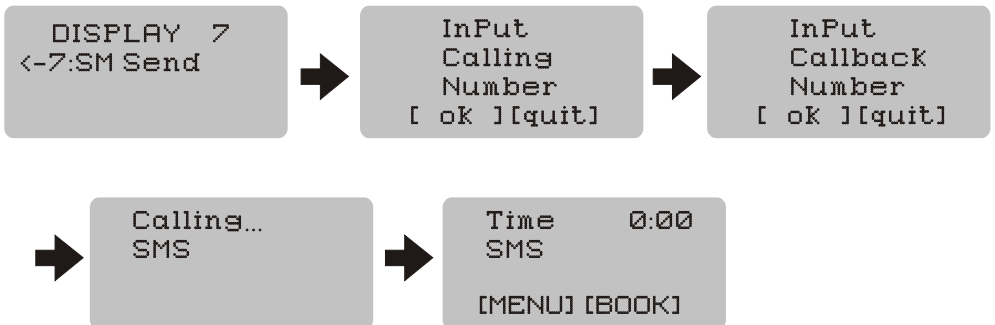 DISPLAY 7
<-7:SM Send
InPut
Calling
Number
[ ok ][quit]
InPut
Callback
Number
[ ok ][quit]
Calling...
SMS
Time 0:00
SMS
[MENU] [BOOK]